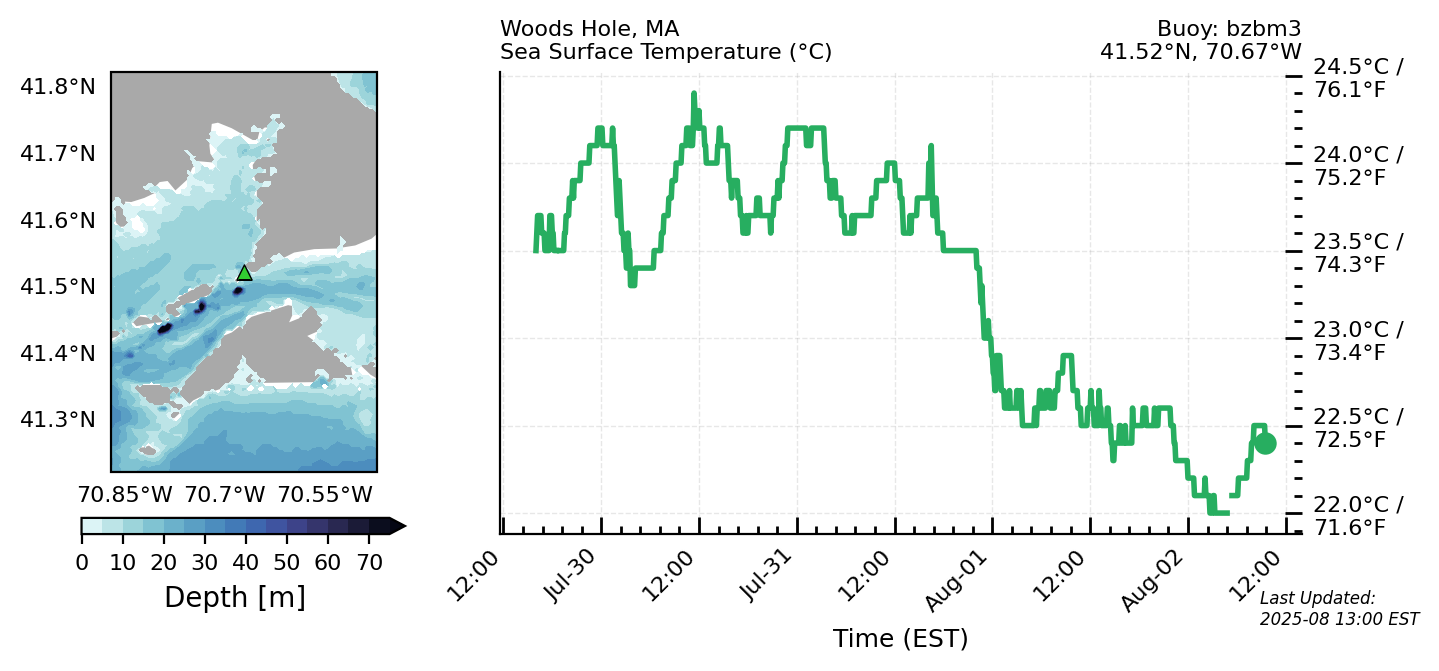 Woods Hole, MA
Sea Surface Temperature (°C)
Buoy: bzbm3
41.52°N, 70.67°W
41.8°N
41.7°N
41.6°N
41.5°N
41.4°N
41.3°N
70.85°W 70.7°W 70.55°W
0 10 20 30 40 50 60 70
Depth [m]
24.5°C /
76.1°F
24.0°C /
75.2°F
23.5°C /
74.3°F
23.0°C /
73.4°F
22.5°C /
72.5°F
22.0°C /
71.6°F
12:00
Jul-30
12:00
Jul-31
12:00
Aug-01
12:00
Aug-02
12:00
Time (EST)
Last Updated:
2025-08 13:00 EST